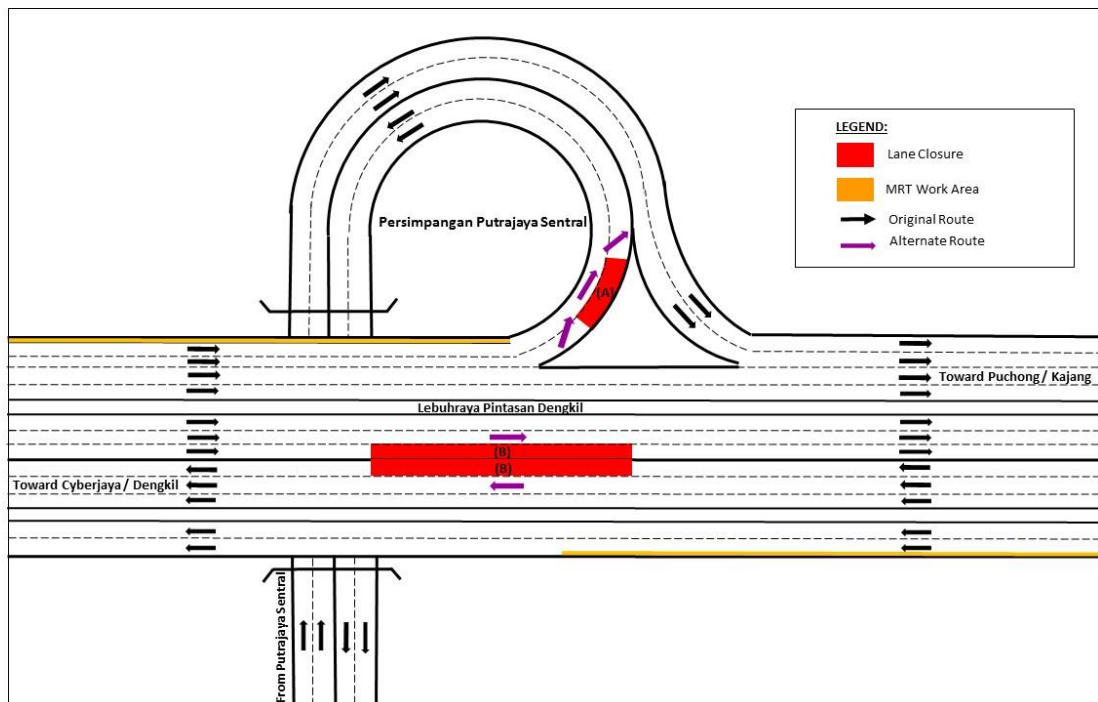 LEGEND:
Lane Closure
MRT Work Area
Original Route
Alternate Route
Persimpangan Putrajaya Sentral
(A)
Toward Puchong / Kajang
Lebuhraya Pintasan Dengkil
(B)
(B)
Toward Cyberjaya / Dengkil
From Putrajaya Sentral